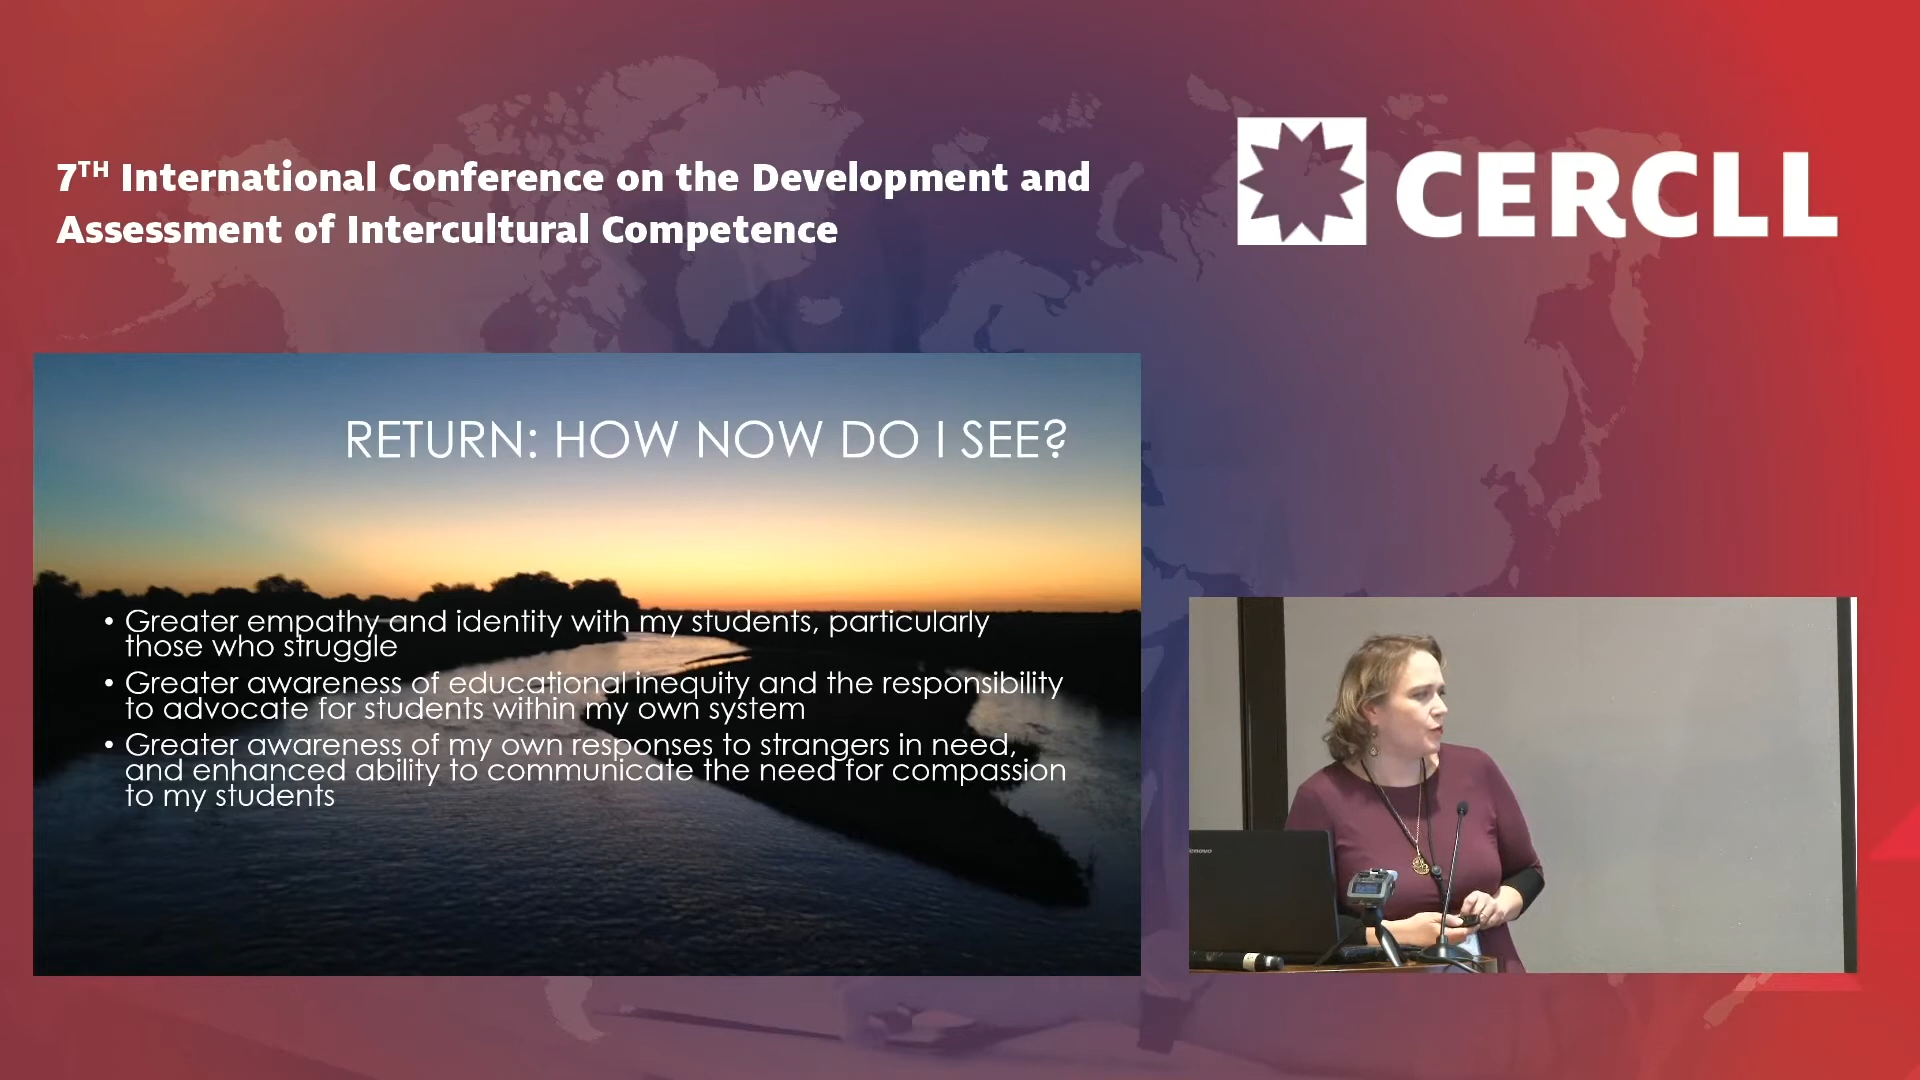 7TH International Conference on the Development and
Assessment of Intercultural Competence
CERCLL
RETURN: HOW NOW DO I SEE?
• Greater empathy and identity with my students, particularly
those who struggle
• Greater awareness of educational inequity and the responsibility
to advocate for students within my own system
• Greater awareness of my own responses to strangers in need,
and enhanced ability to communicate the need for compassion
to my students
enovo